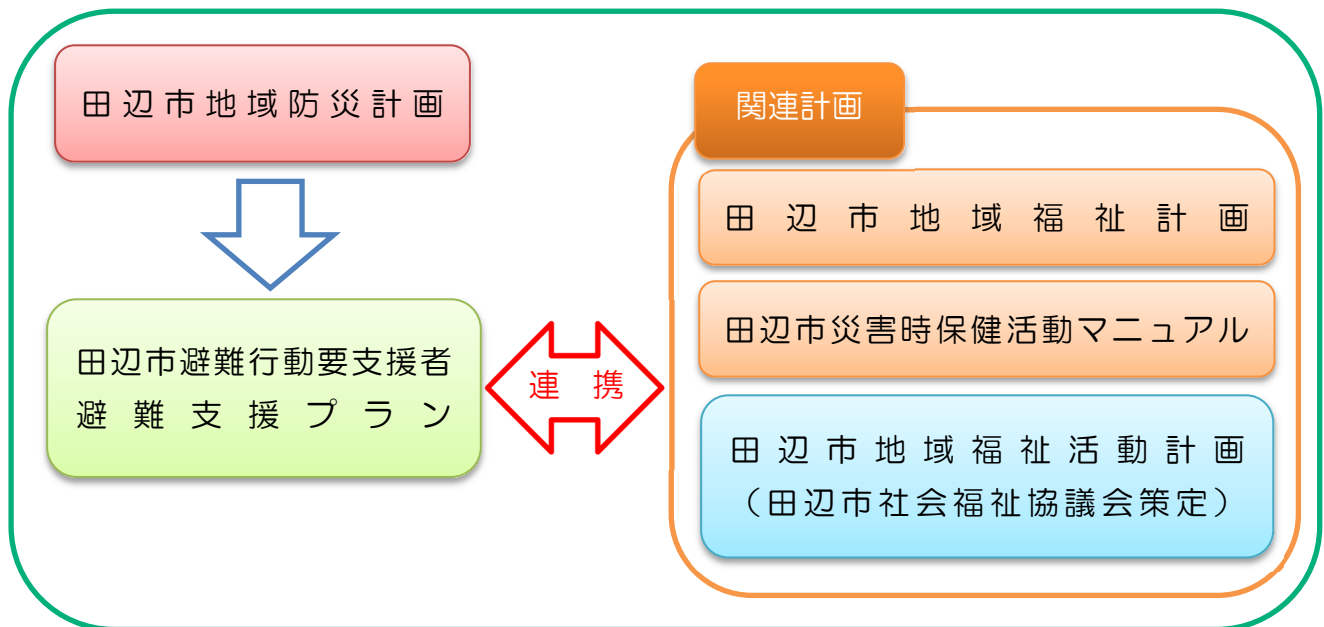 田辺市地域防災計画
関連計画
田辺市地域福祉計画
田辺市災害時保健活動マニュアル
田辺市避難行動要支援者
避難支援プラン
連携
田辺市地域福祉活動計画
（田辺市社会福祉協議会策定）